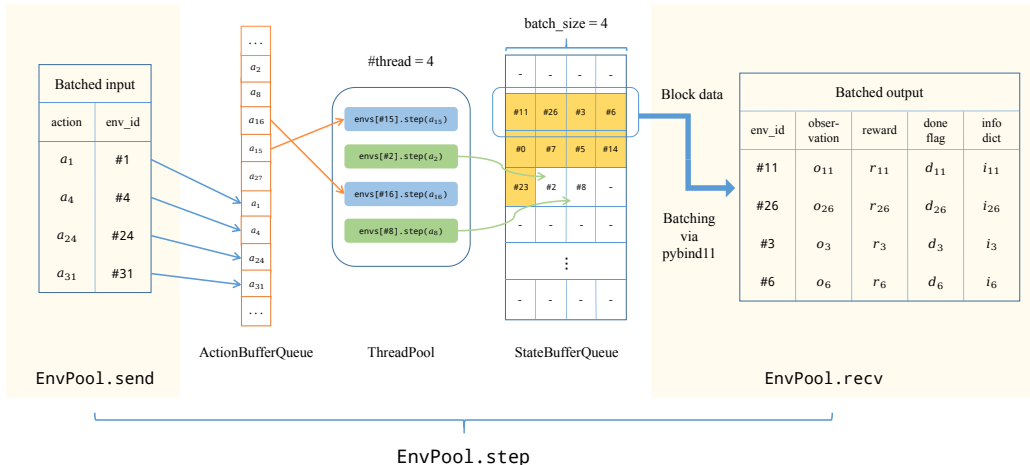 batch_size = 4
#thread = 4
Batched input
action env_id
a1 #1
a4 #4
a24 #24
a31 #31
EnvPool.send
...
a2
a8
a16
a15
a27
a1
a4
a24
a31
...
ActionBufferQueue
envs[#15].step(a15)
envs[#2].step(a2)
envs[#16].step(a16)
envs[#8].step(a8)
ThreadPool
- - - -
#11 #26 #3 #6
#0 #7 #5 #14
#23 #2 #8 -
- - - -
⋮
- - - -
StateBufferQueue
Block data
Batching
via
pybind11
Batched output
env_id obser-vation reward done flag info dict
#11 o11 r11 d11 i11
#26 o26 r26 d26 i26
#3 o3 r3 d3 i3
#6 o6 r6 d6 i6
EnvPool.recv
EnvPool.step